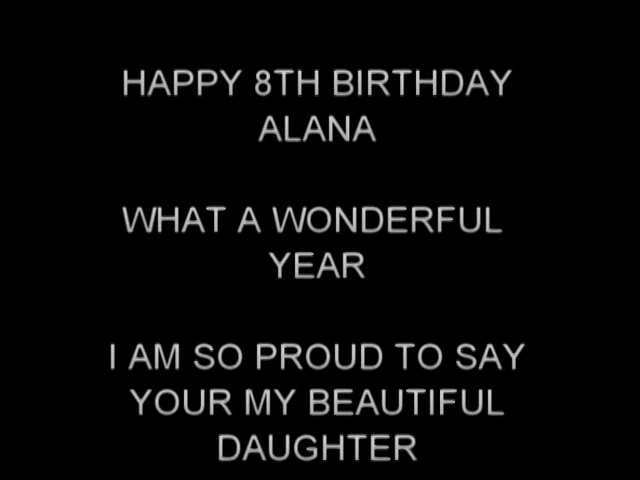 HAPPY 8TH BIRTHDAY
ALANA
WHAT A WONDERFUL
YEAR
I AM SO PROUD TO SAY
YOUR MY BEAUTIFUL
DAUGHTER